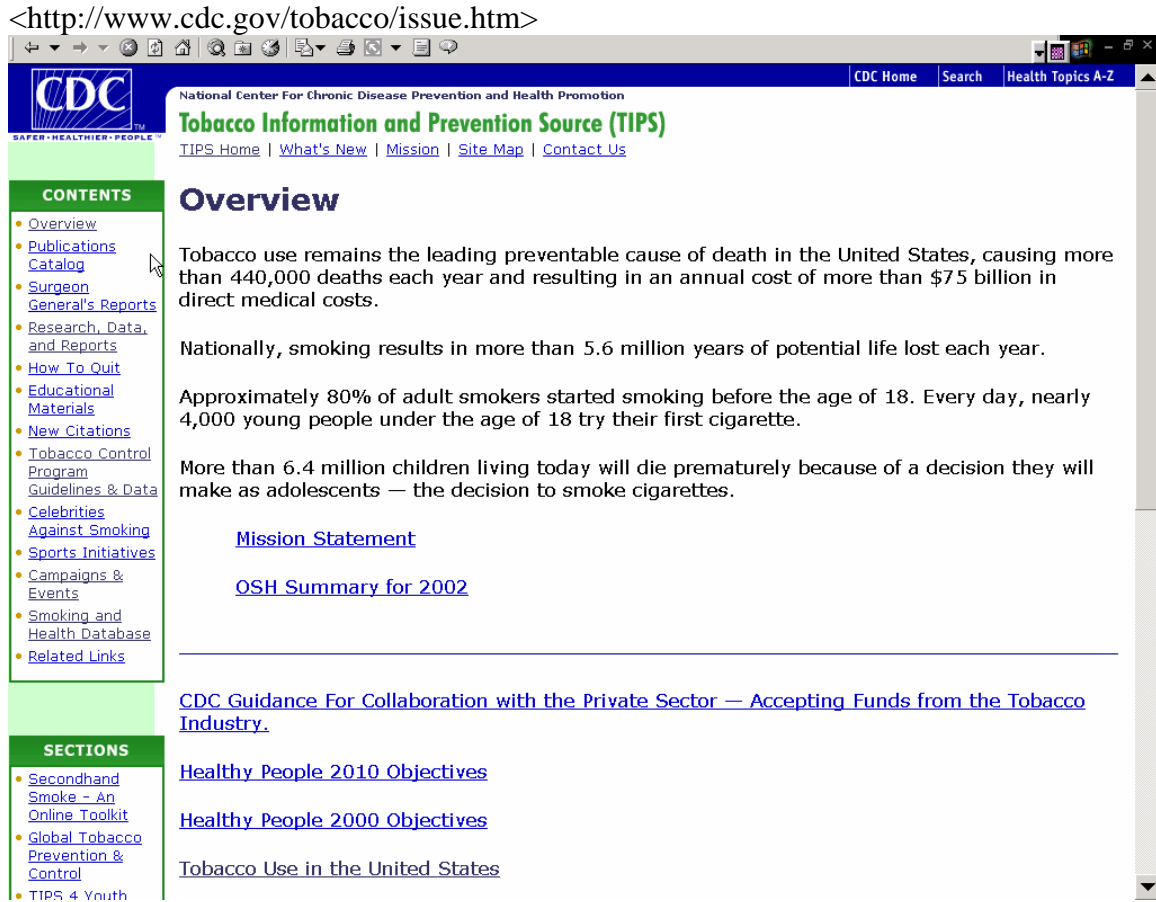 <http://www.cdc.gov/tobacco/issue.htm>
CDC Home Search Health Topics A-Z
CDC
TM
SAFER•HEALTHIER•PEOPLE™
National Center For Chronic Disease Prevention and Health Promotion
Tobacco Information and Prevention Source (TIPS)
TIPS Home | What's New | Mission | Site Map | Contact Us
CONTENTS
• Overview
• Publications
Catalog
• Surgeon
General's Reports
• Research, Data,
and Reports
• How To Quit
• Educational
Materials
• New Citations
• Tobacco Control
Program
Guidelines & Data
• Celebrities
Against Smoking
• Sports Initiatives
• Campaigns &
Events
• Smoking and
Health Database
• Related Links
SECTIONS
• Secondhand
Smoke - An
Online Toolkit
• Global Tobacco
Prevention &
Control
• TIPS 4 Youth
Overview
Tobacco use remains the leading preventable cause of death in the United States, causing more
than 440,000 deaths each year and resulting in an annual cost of more than $75 billion in
direct medical costs.
Nationally, smoking results in more than 5.6 million years of potential life lost each year.
Approximately 80% of adult smokers started smoking before the age of 18. Every day, nearly
4,000 young people under the age of 18 try their first cigarette.
More than 6.4 million children living today will die prematurely because of a decision they will
make as adolescents — the decision to smoke cigarettes.
Mission Statement
OSH Summary for 2002
CDC Guidance For Collaboration with the Private Sector — Accepting Funds from the Tobacco
Industry.
Healthy People 2010 Objectives
Healthy People 2000 Objectives
Tobacco Use in the United States